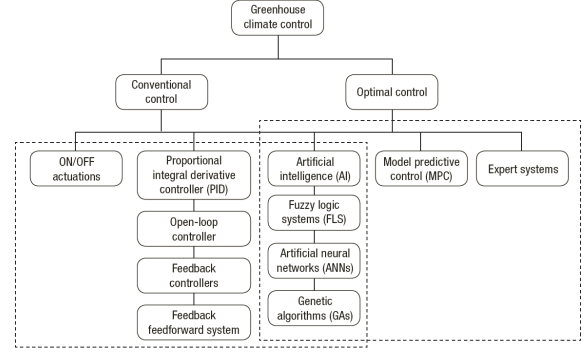 Greenhouse
climate control
Conventional
control
Optimal control
ON/OFF
actuations
Proportional
integral derivative
controller (PID)
Artificial
intelligence (AI)
Model predictive
control (MPC)
Expert systems
Open-loop
controller
Fuzzy logic
systems (FLS)
Feedback
controllers
Artificial neural
networks (ANNs)
Feedback
feedforward system
Genetic
algorithms (GAs)